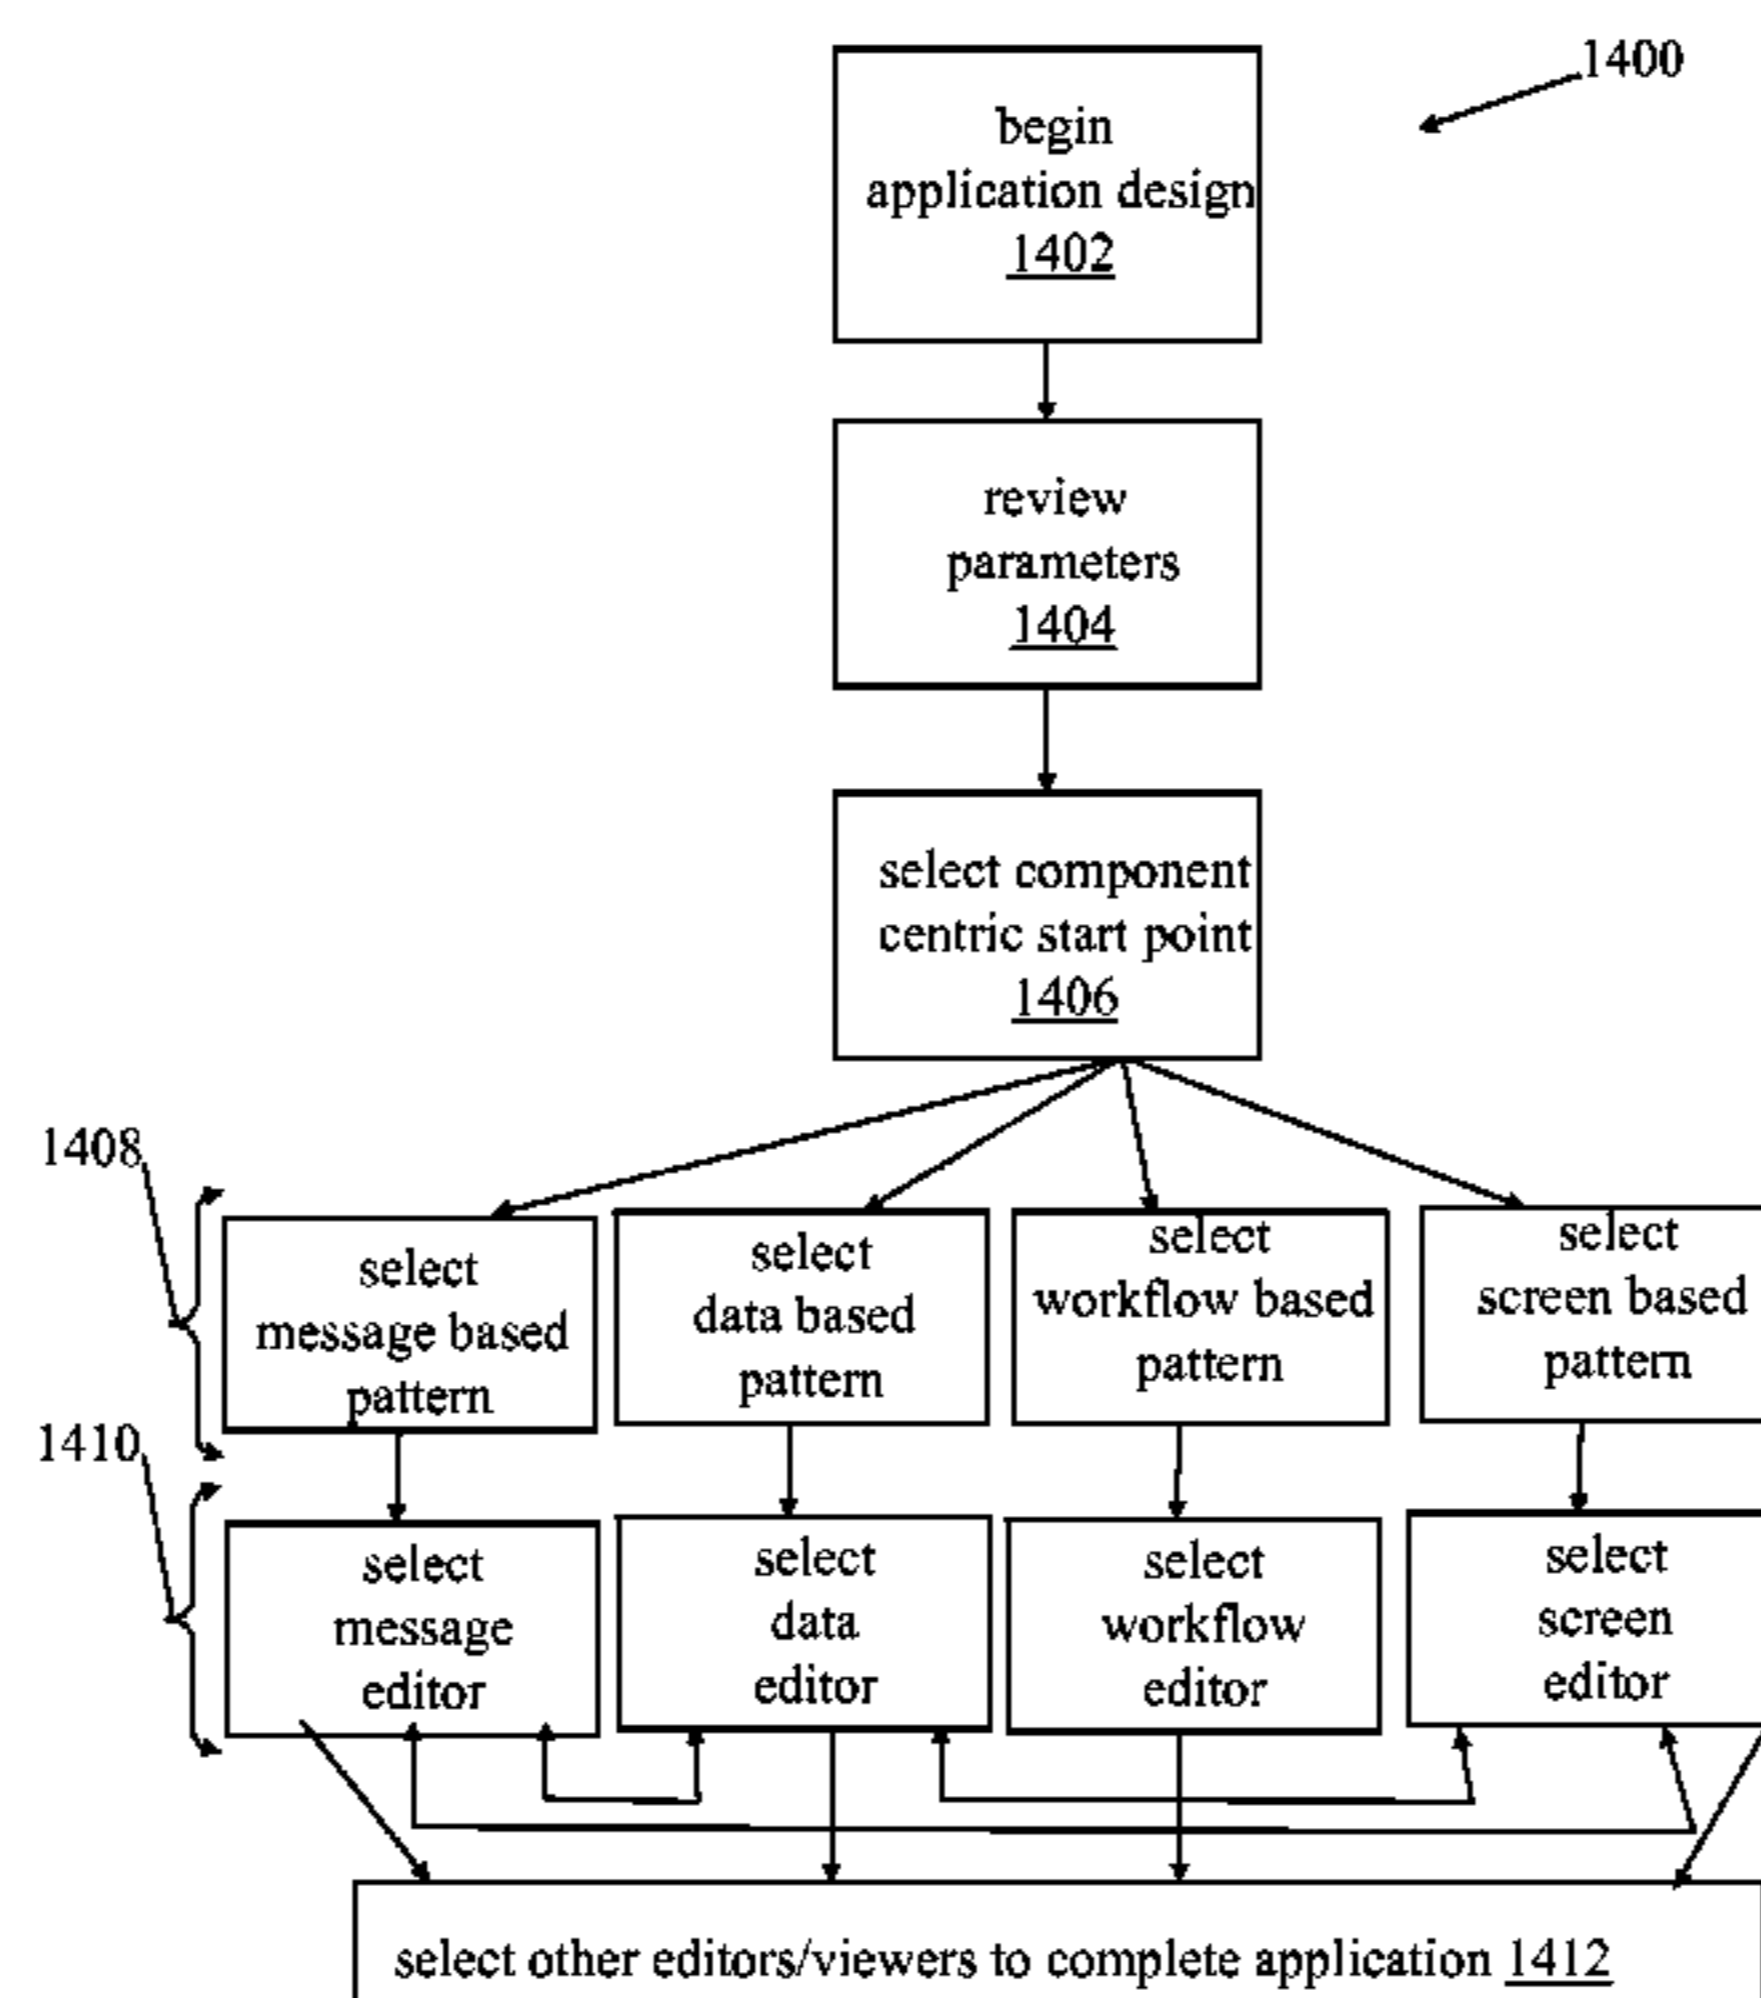 1400
begin
application design
1402
review
parameters
1404
select component
centric start point
1406
1408
select
message based
pattern
select
data based
pattern
select
workflow based
pattern
select
screen based
pattern
1410
select
message
editor
select
data
editor
select
workflow
editor
select
screen
editor
select other editors/viewers to complete application 1412